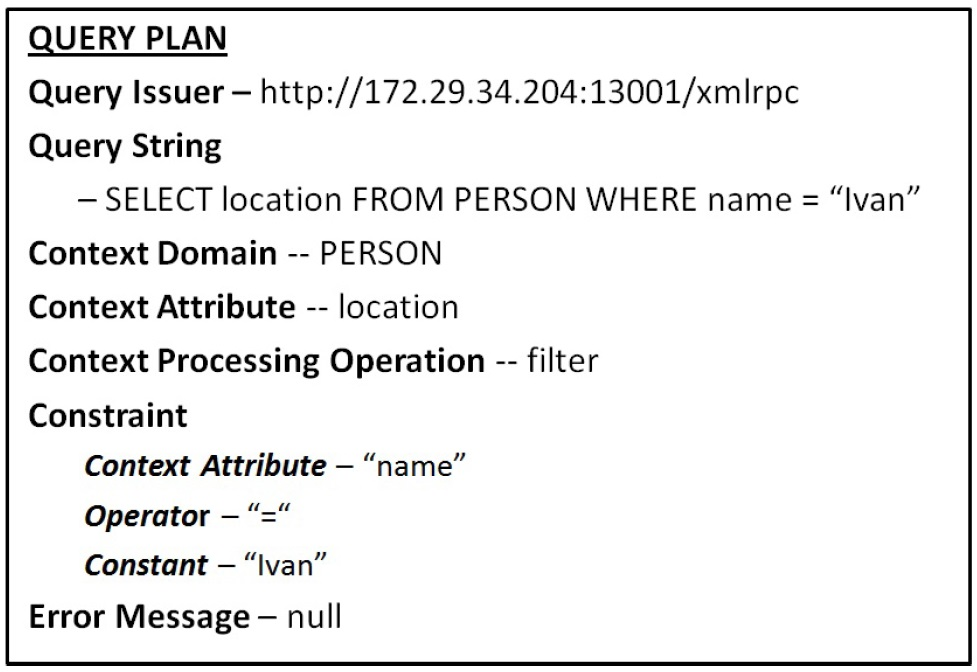 QUERY PLAN
Query Issuer – http://172.29.34.204:13001/xmlrpc
Query String
– SELECT location FROM PERSON WHERE name = “Ivan”
Context Domain -- PERSON
Context Attribute -- location
Context Processing Operation -- filter
Constraint
Context Attribute – “name”
Operator – “=“
Constant – “Ivan”
Error Message – null